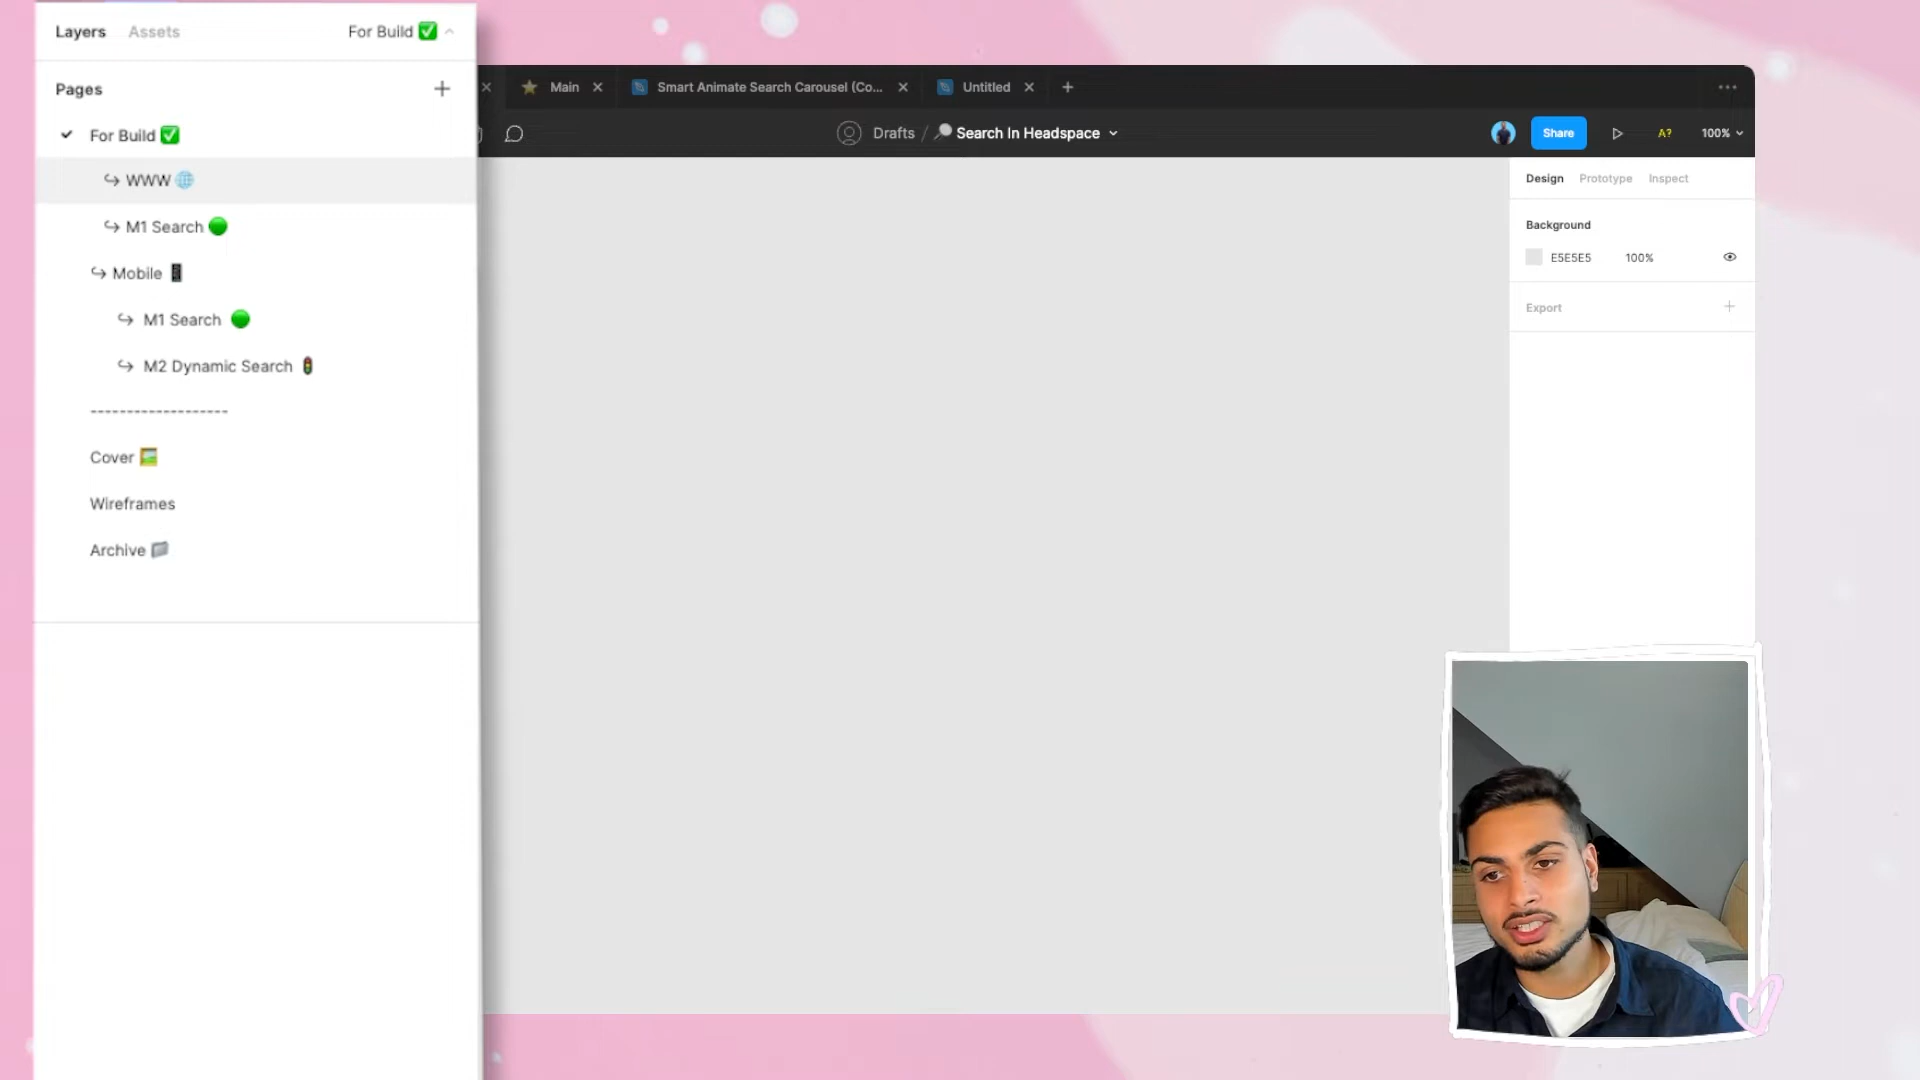 Layers Assets For Build ✅
Pages
For Build ✅
↪ WWW 🌐
↪ M1 Search 🟢
↪ Mobile 📱
↪ M1 Search 🟢
↪ M2 Dynamic Search 🚦
-------------------
Cover 🖼️
Wireframes
Archive 📁
Main
Smart Animate Search Carousel (Co...
Untitled
Drafts / 🔎 Search In Headspace
Share
A?
100%
Design Prototype Inspect
Background
E5E5E5 100%
Export